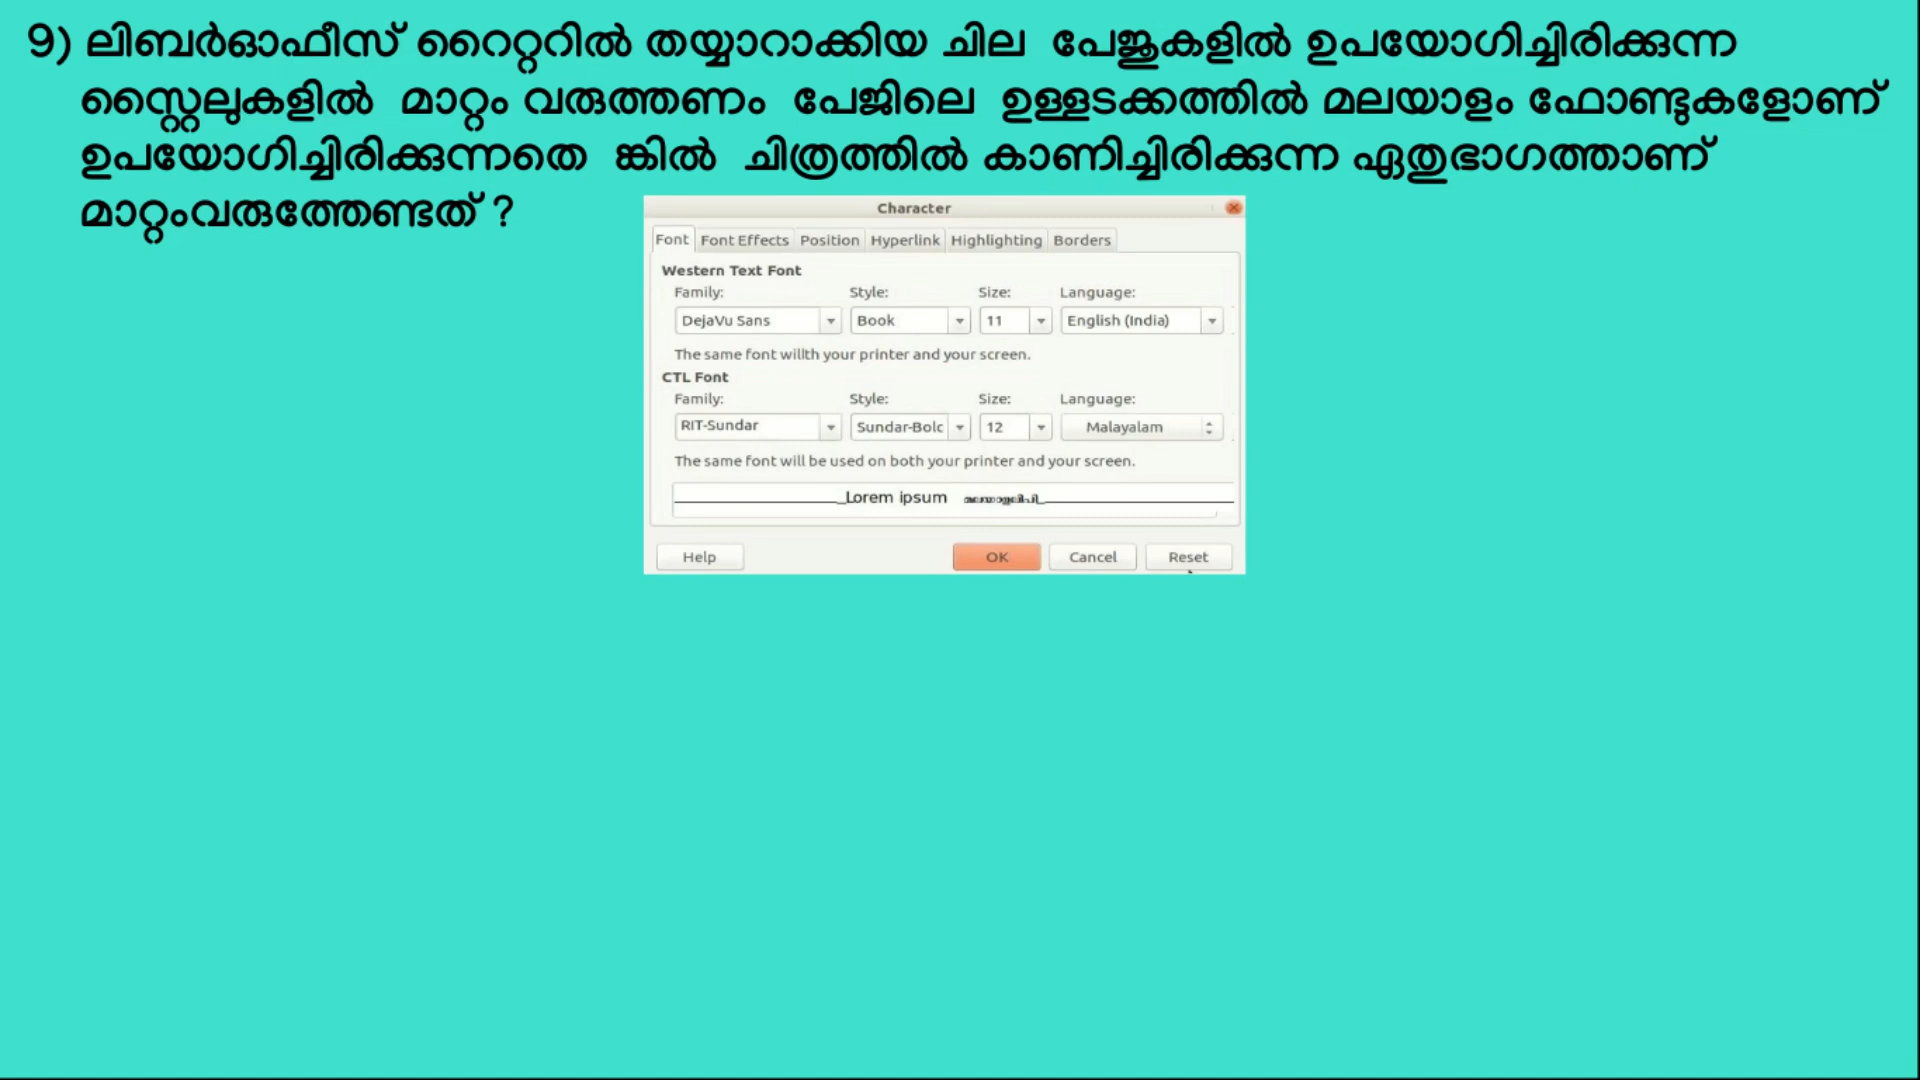 9) ലിബർഓഫീസ് റൈറ്ററിൽ തയ്യാറാക്കിയ ചില പേജുകളിൽ ഉപയോഗിച്ചിരിക്കുന്ന
സ്റ്റൈലുകളിൽ മാറ്റം വരുത്തണം പേജിലെ ഉള്ളടക്കത്തിൽ മലയാളം ഫോണ്ടുകളോണ്
ഉപയോഗിച്ചിരിക്കുന്നതെ ങ്കിൽ ചിത്രത്തിൽ കാണിച്ചിരിക്കുന്ന ഏതുഭാഗത്താണ്
മാറ്റംവരുത്തേണ്ടത് ?
Character
Font Font Effects Position Hyperlink Highlighting Borders
Western Text Font
Family: Style: Size: Language:
DejaVu Sans Book 11 English (India)
The same font willth your printer and your screen.
CTL Font
Family: Style: Size: Language:
RIT-Sundar Sundar-Bolc 12 Malayalam
The same font will be used on both your printer and your screen.
Lorem ipsum
Help OK Cancel Reset